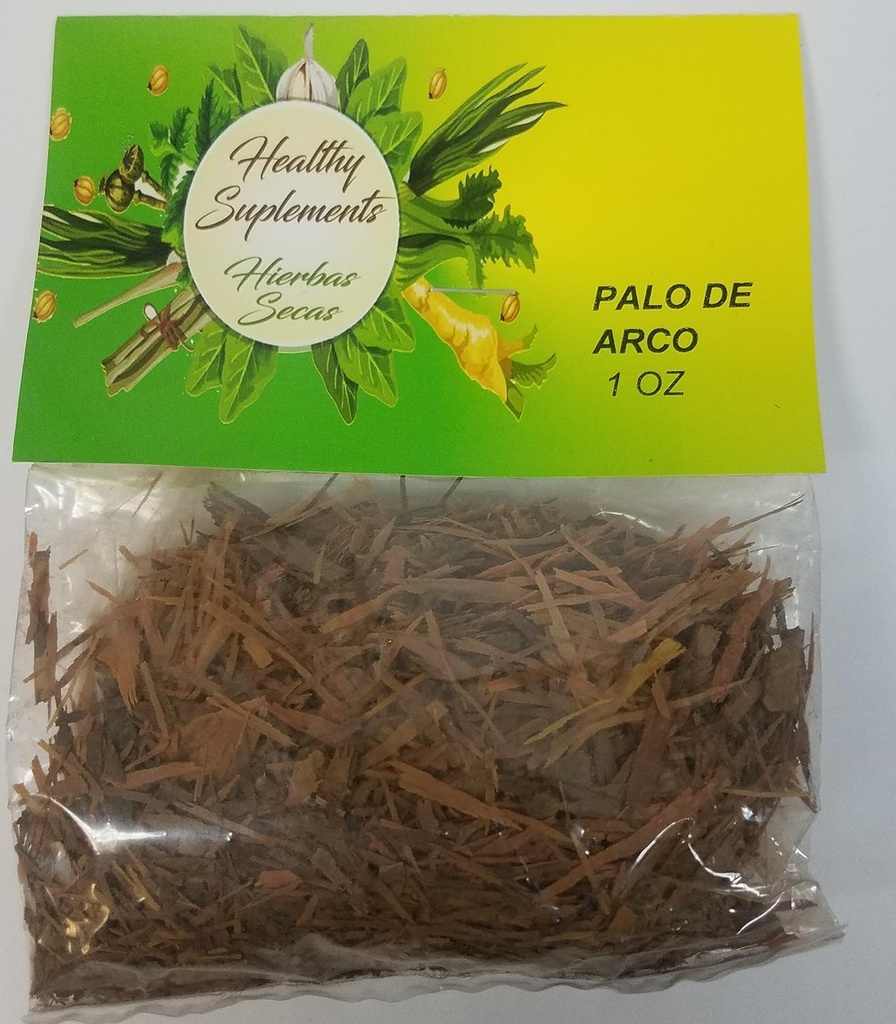 Healthy
Suplements
Hierbas
Secas
PALO DE
ARCO
1 OZ